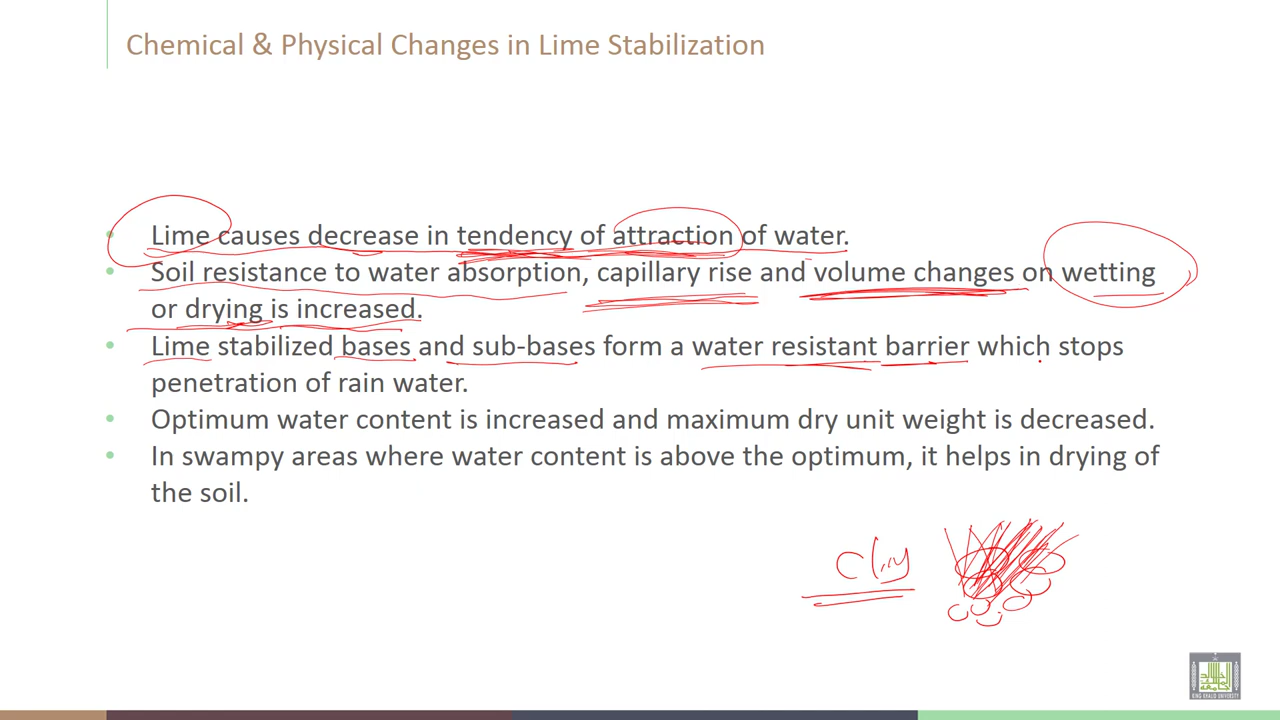 Chemical & Physical Changes in Lime Stabilization
Lime causes decrease in tendency of attraction of water.
Soil resistance to water absorption, capillary rise and volume changes on wetting
or drying is increased.
Lime stabilized bases and sub-bases form a water resistant barrier which stops
penetration of rain water.
Optimum water content is increased and maximum dry unit weight is decreased.
In swampy areas where water content is above the optimum, it helps in drying of
the soil.
clay
KING KHALID UNIVERSITY